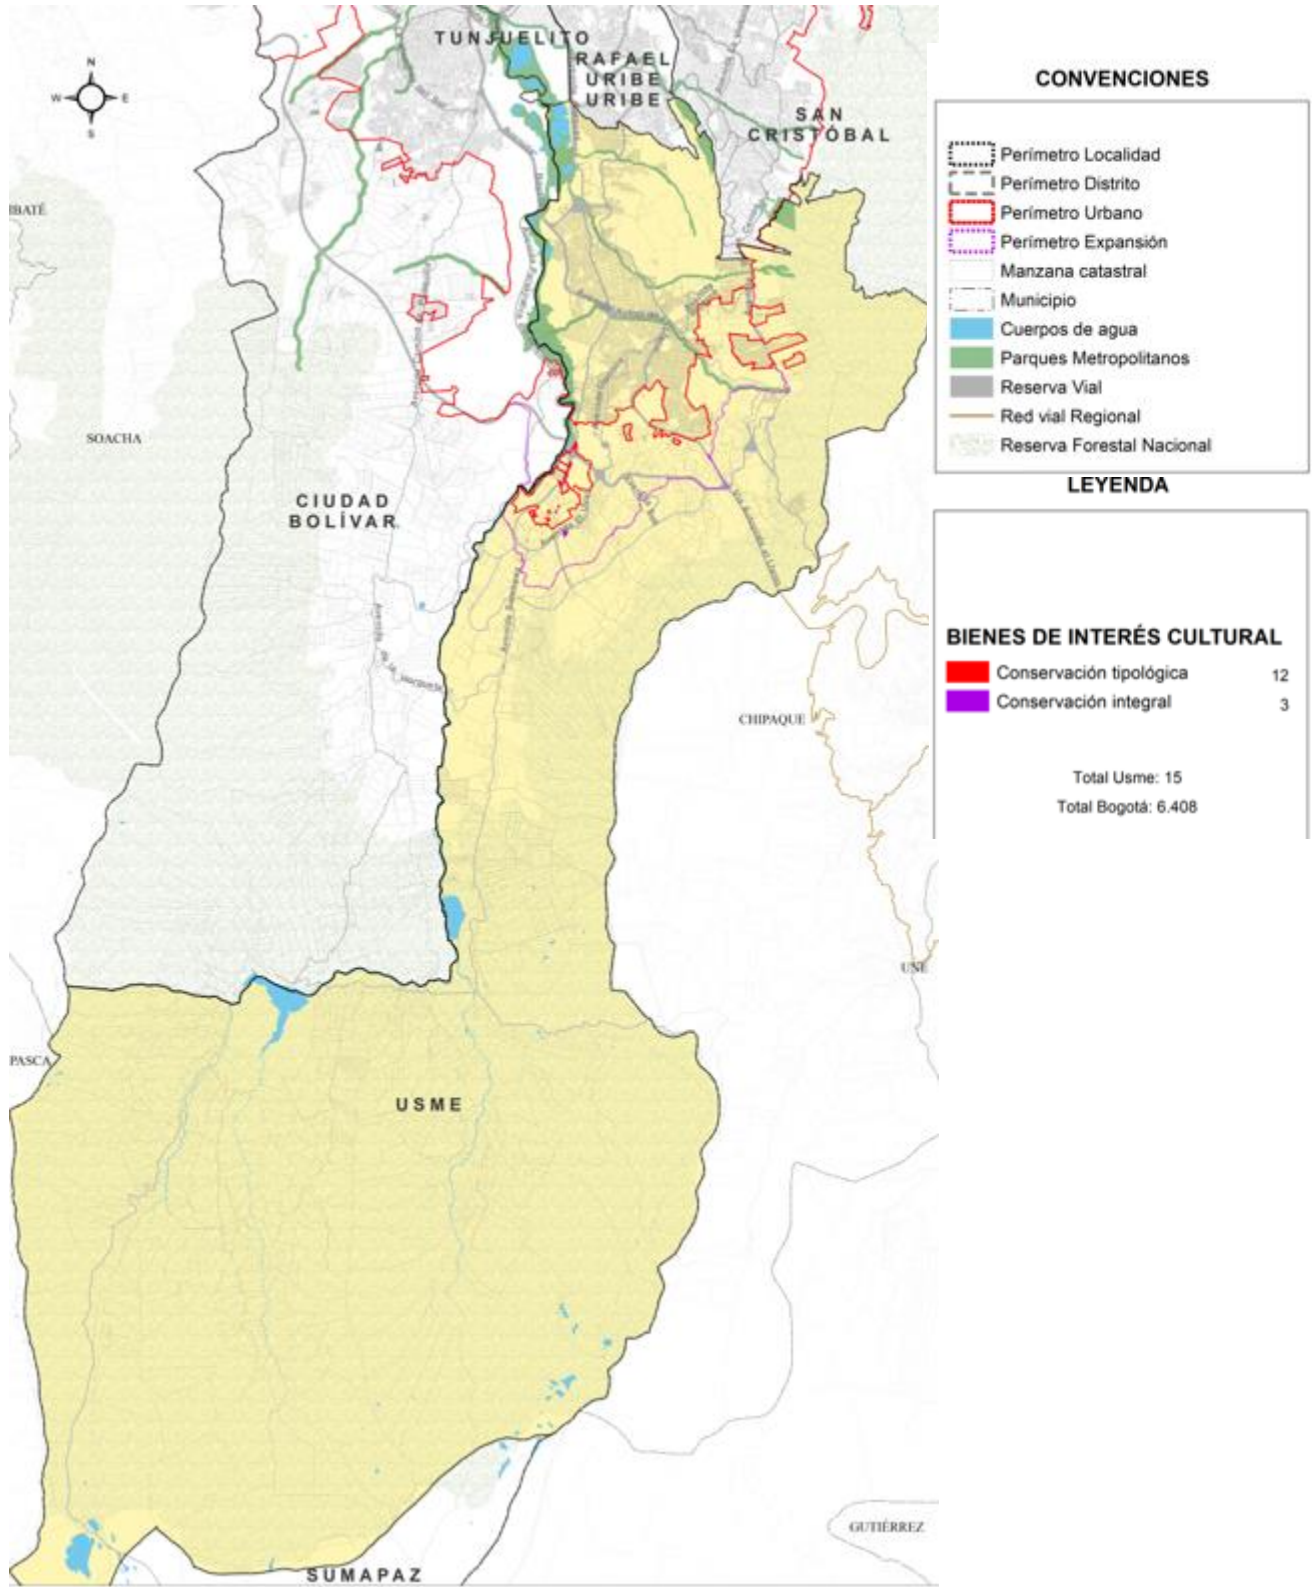 TUNJUELITO
RAFAEL
URIBE
URIBE
SAN
CRISTÓBAL
N
W
E
S
IBATÉ
SOACHA
CIUDAD
BOLÍVAR
CHIPAQUE
UNE
PASCA
USME
GUTIÉRREZ
SUMAPAZ
CONVENCIONES
Perímetro Localidad
Perímetro Distrito
Perímetro Urbano
Perímetro Expansión
Manzana catastral
Municipio
Cuerpos de agua
Parques Metropolitanos
Reserva Vial
Red vial Regional
Reserva Forestal Nacional
LEYENDA
BIENES DE INTERÉS CULTURAL
Conservación tipológica 12
Conservación integral 3
Total Usme: 15
Total Bogotá: 6.408